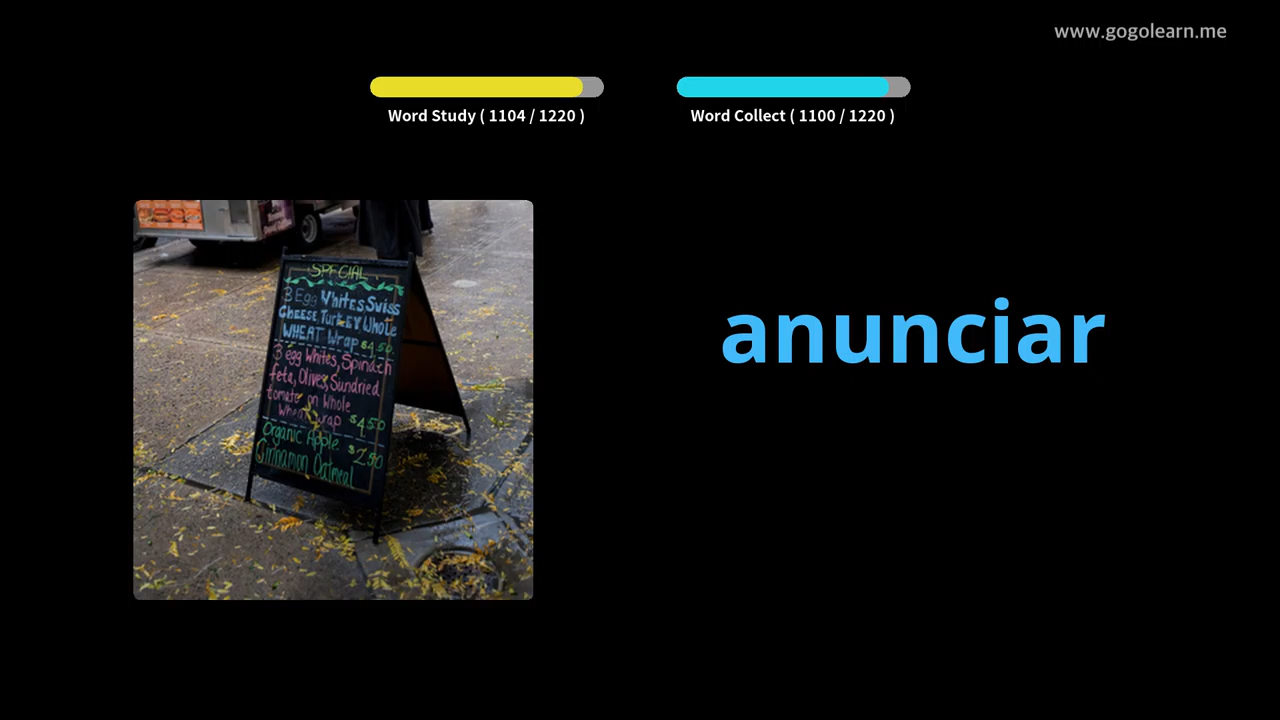 www.gogolearn.me
Word Study ( 1104 / 1220 )
Word Collect ( 1100 / 1220 )
anunciar
SPECIAL
3 Egg Whites, Swiss
Cheese, Turkey Whole
WHEAT Wrap $4.50
3 egg Whites, Spinach
feta, Olives, Sundried
tomato on Whole
Wheat Wrap $4.50
Organic Apple
Cinnamon Oatmeal $2.50